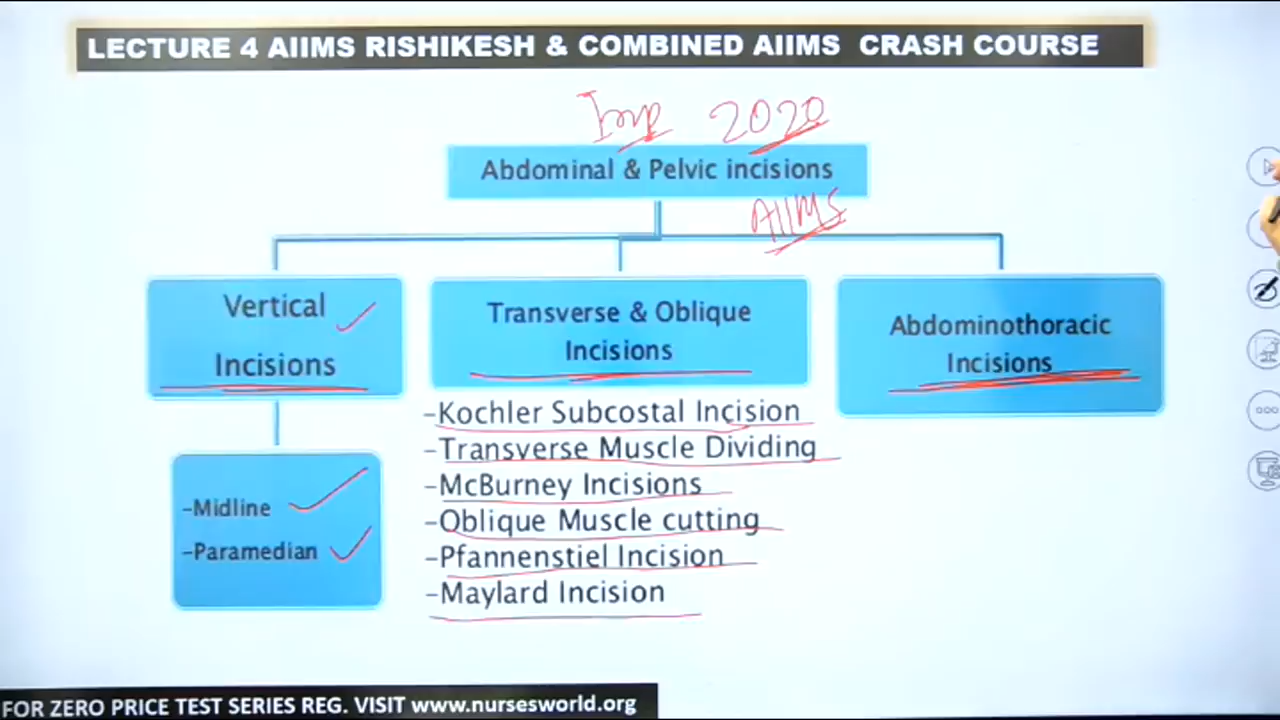 LECTURE 4 AIIMS RISHIKESH & COMBINED AIIMS CRASH COURSE
Imp 2020
Abdominal & Pelvic incisions
AIIMS
Vertical
Incisions
-Midline
-Paramedian
Transverse & Oblique
Incisions
-Kochler Subcostal Incision
-Transverse Muscle Dividing
-McBurney Incisions
-Oblique Muscle cutting
-Pfannenstiel Incision
-Maylard Incision
Abdominothoracic
Incisions
FOR ZERO PRICE TEST SERIES REG. VISIT www.nursesworld.org